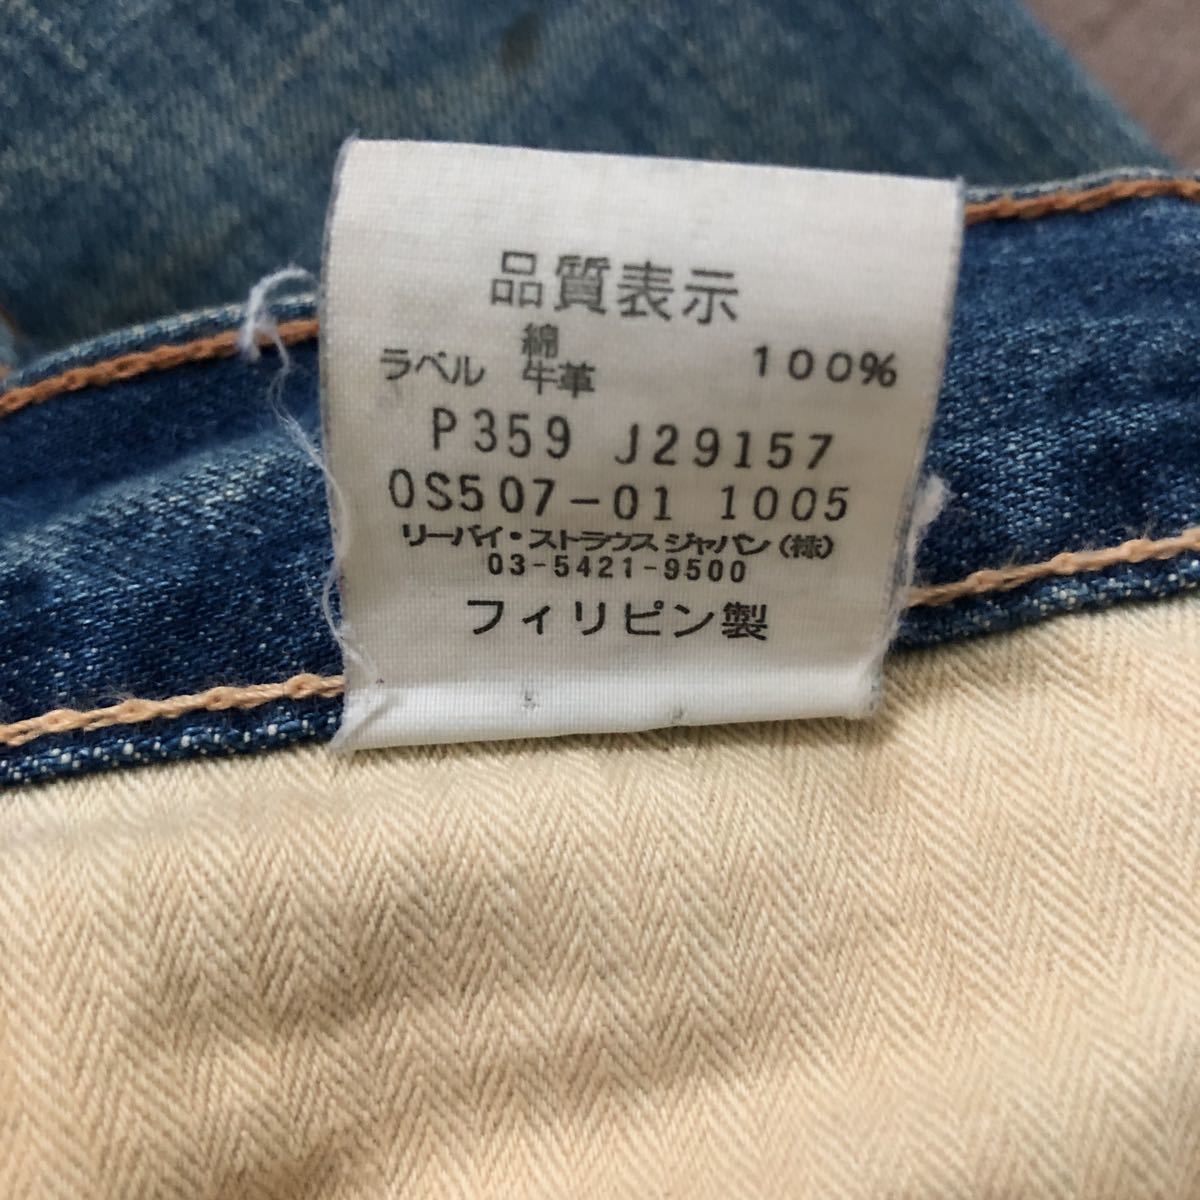 品質表示
綿 100%
ラベル 牛革
P359 J29157
0S507-01 1005
リーバイ・ストラウス ジャパン(株)
03-5421-9500
フィリピン製